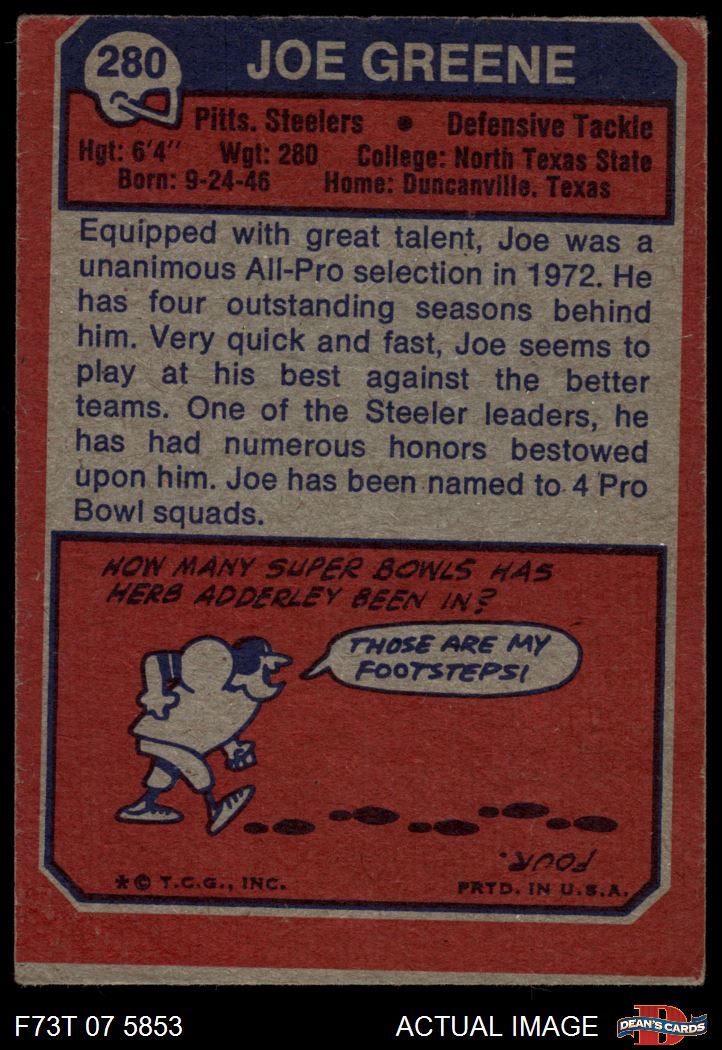 280
JOE GREENE
Pitts. Steelers • Defensive Tackle
Hgt: 6'4" Wgt: 280 College: North Texas State
Born: 9-24-46 Home: Duncanville, Texas
Equipped with great talent, Joe was a
unanimous All-Pro selection in 1972. He
has four outstanding seasons behind
him. Very quick and fast, Joe seems to
play at his best against the better
teams. One of the Steeler leaders, he
has had numerous honors bestowed
upon him. Joe has been named to 4 Pro
Bowl squads.
HOW MANY SUPER BOWLS HAS
HERB ADDERLEY BEEN IN?
THOSE ARE MY
FOOTSTEPS!
FOUR.
* © T.C.G., INC.
PRTD. IN U.S.A.
F73T 07 5853
ACTUAL IMAGE
D
DEAN'S CARDS